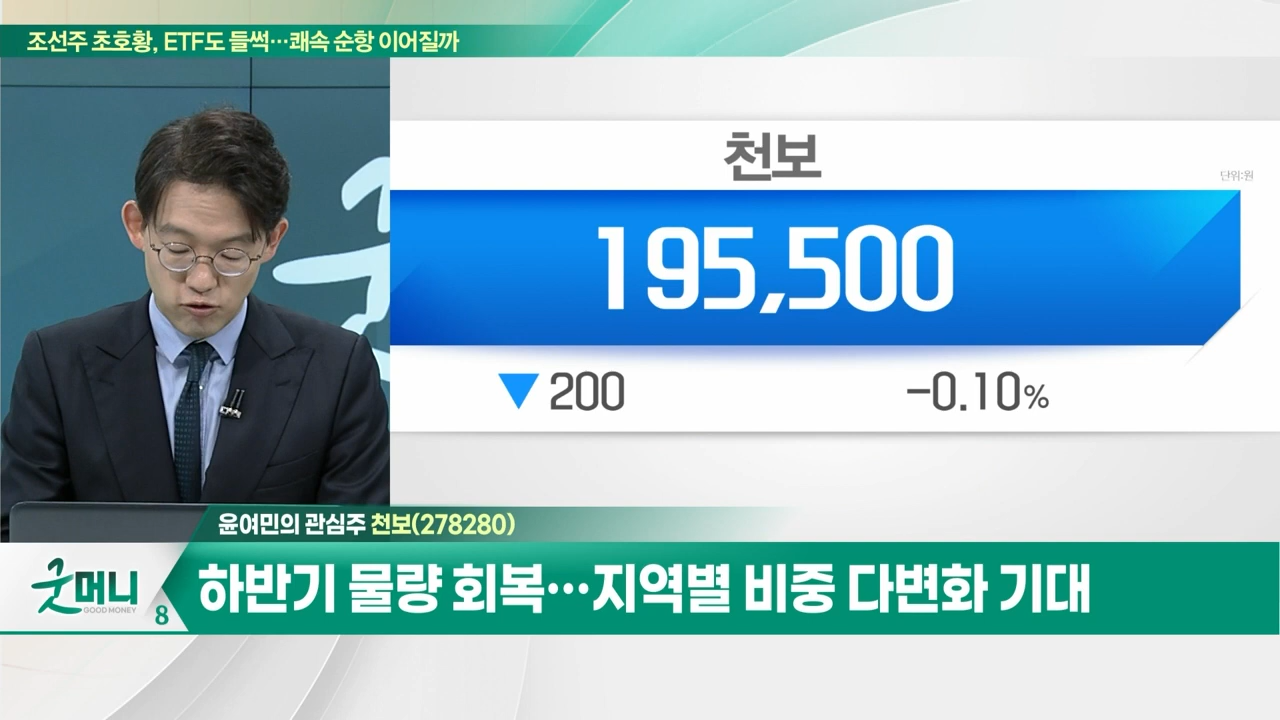 조선주 초호황, ETF도 들썩…쾌속 순항 이어질까
천보
단위:원
195,500
▼ 200 -0.10%
윤여민의 관심주 천보(278280)
굿머니
GOOD MONEY
8
하반기 물량 회복…지역별 비중 다변화 기대